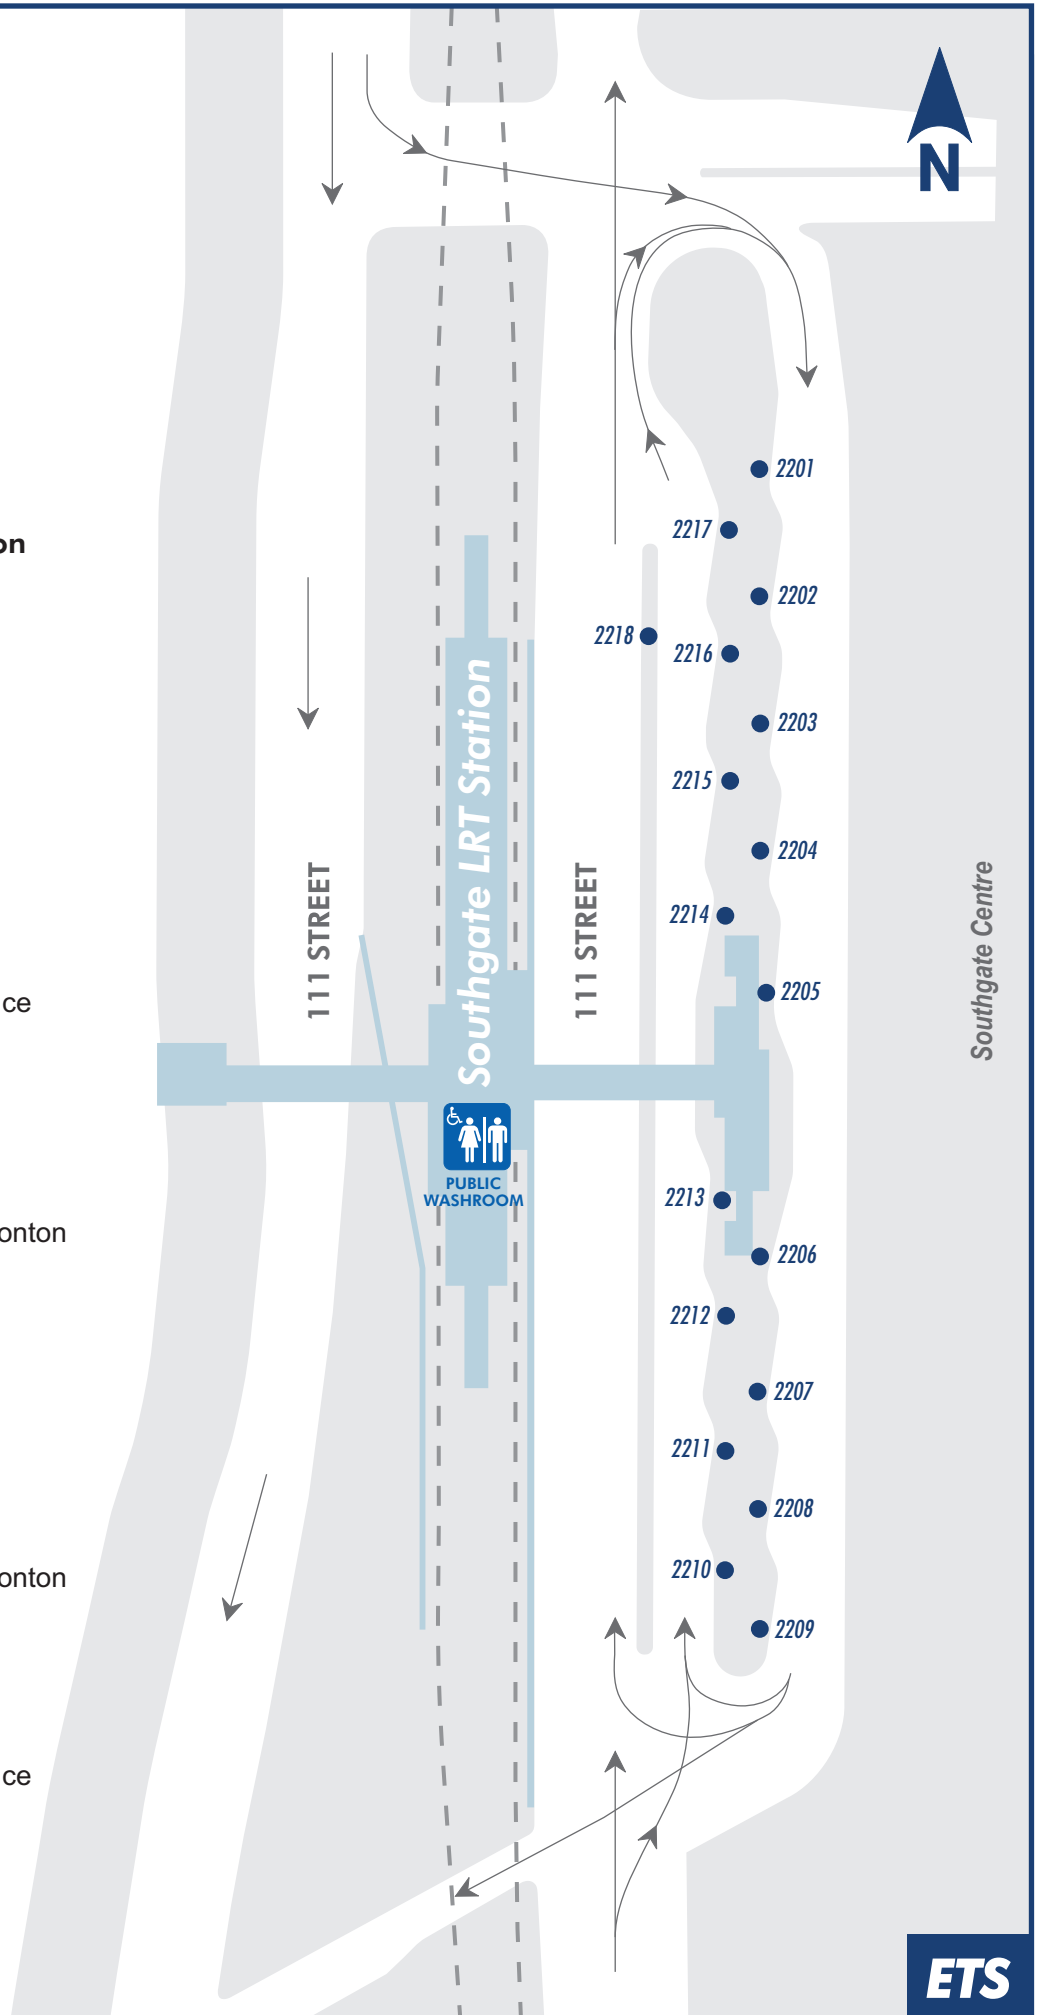 N
2201
on
2217
2202
2218
2216
2203
2215
2204
111 STREET
Southgate LRT Station
111 STREET
2214
Southgate Centre
2205
ce
PUBLIC
WASHROOM
2213
onton
2206
2212
2207
2211
2208
2210
onton
2209
ce
ETS